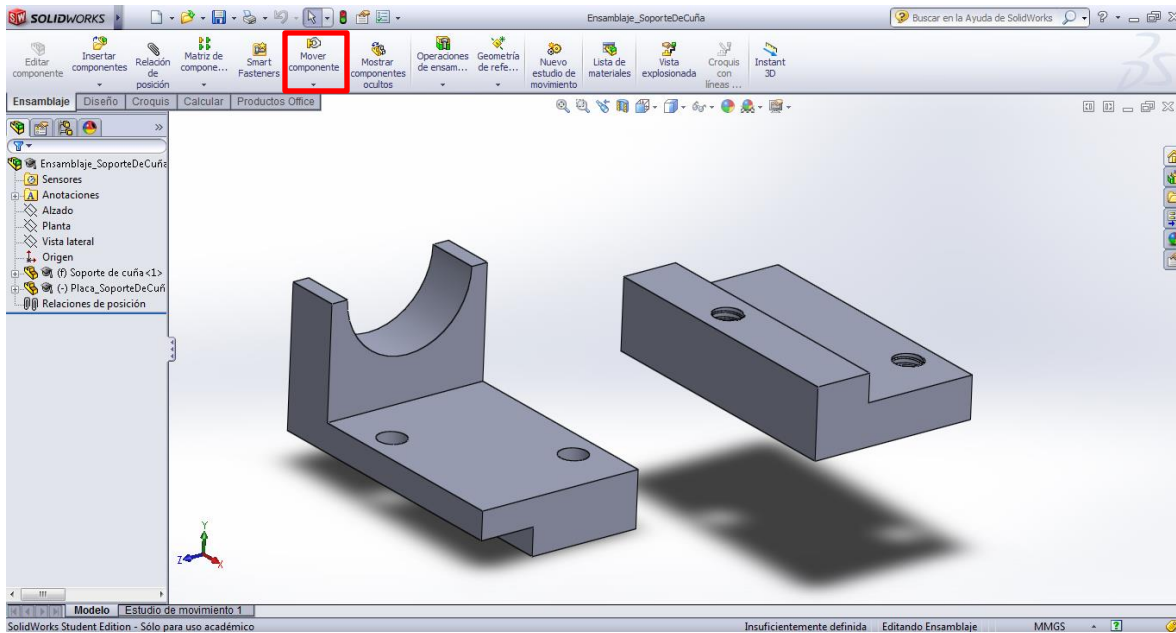 SOLIDWORKS
Ensamblaje_SoporteDeCuña
Buscar en la Ayuda de SolidWorks
Editar componente
Insertar componentes
Relación de posición
Matriz de compone...
Smart Fasteners
Mover componente
Mostrar componentes ocultos
Operaciones de ensam...
Geometría de refe...
Nuevo estudio de movimiento
Lista de materiales
Vista explosionada
Croquis con líneas ...
Instant 3D
Ensamblaje Diseño Croquis Calcular Productos Office
Ensamblaje_SoporteDeCuña
Sensores
A Anotaciones
Alzado
Planta
Vista lateral
Origen
(f) Soporte de cuña<1>
(-) Placa_SoporteDeCuñ
Relaciones de posición
Y
Z X
Modelo Estudio de movimiento 1
SolidWorks Student Edition - Sólo para uso académico
Insuficientemente definida Editando Ensamblaje MMGS